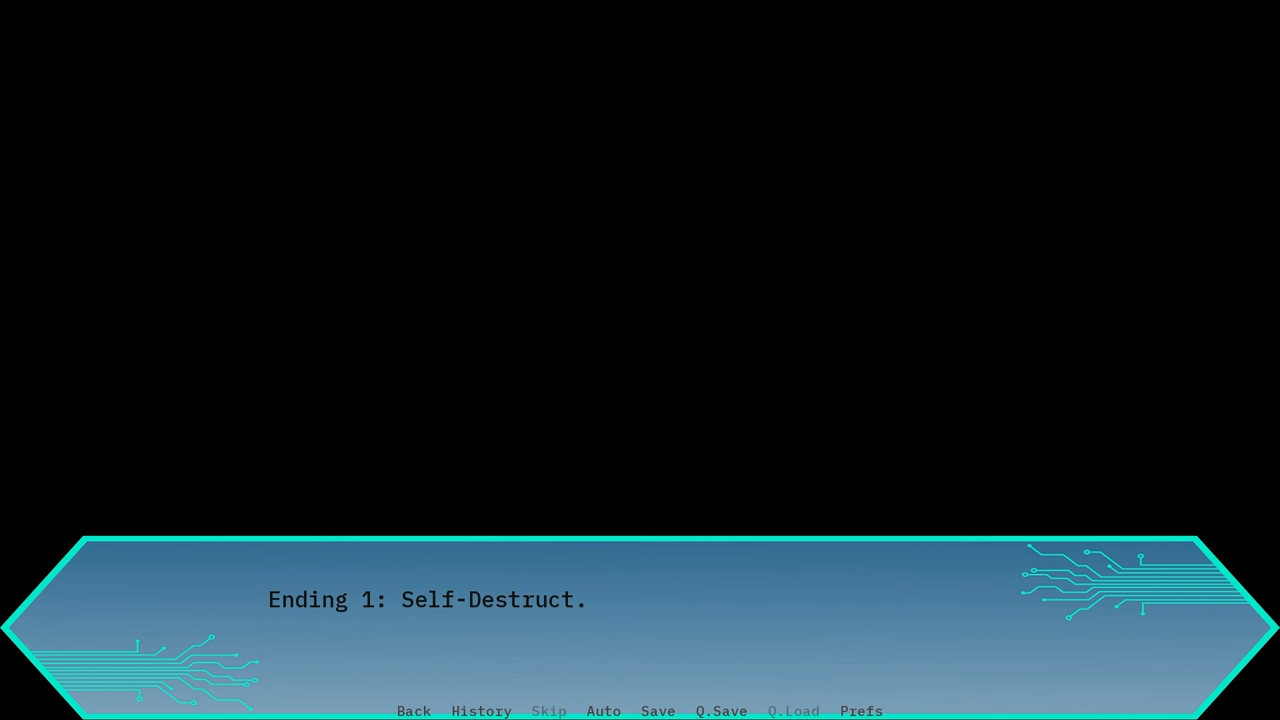 Ending 1: Self-Destruct.
Back History Skip Auto Save Q.Save Q.Load Prefs